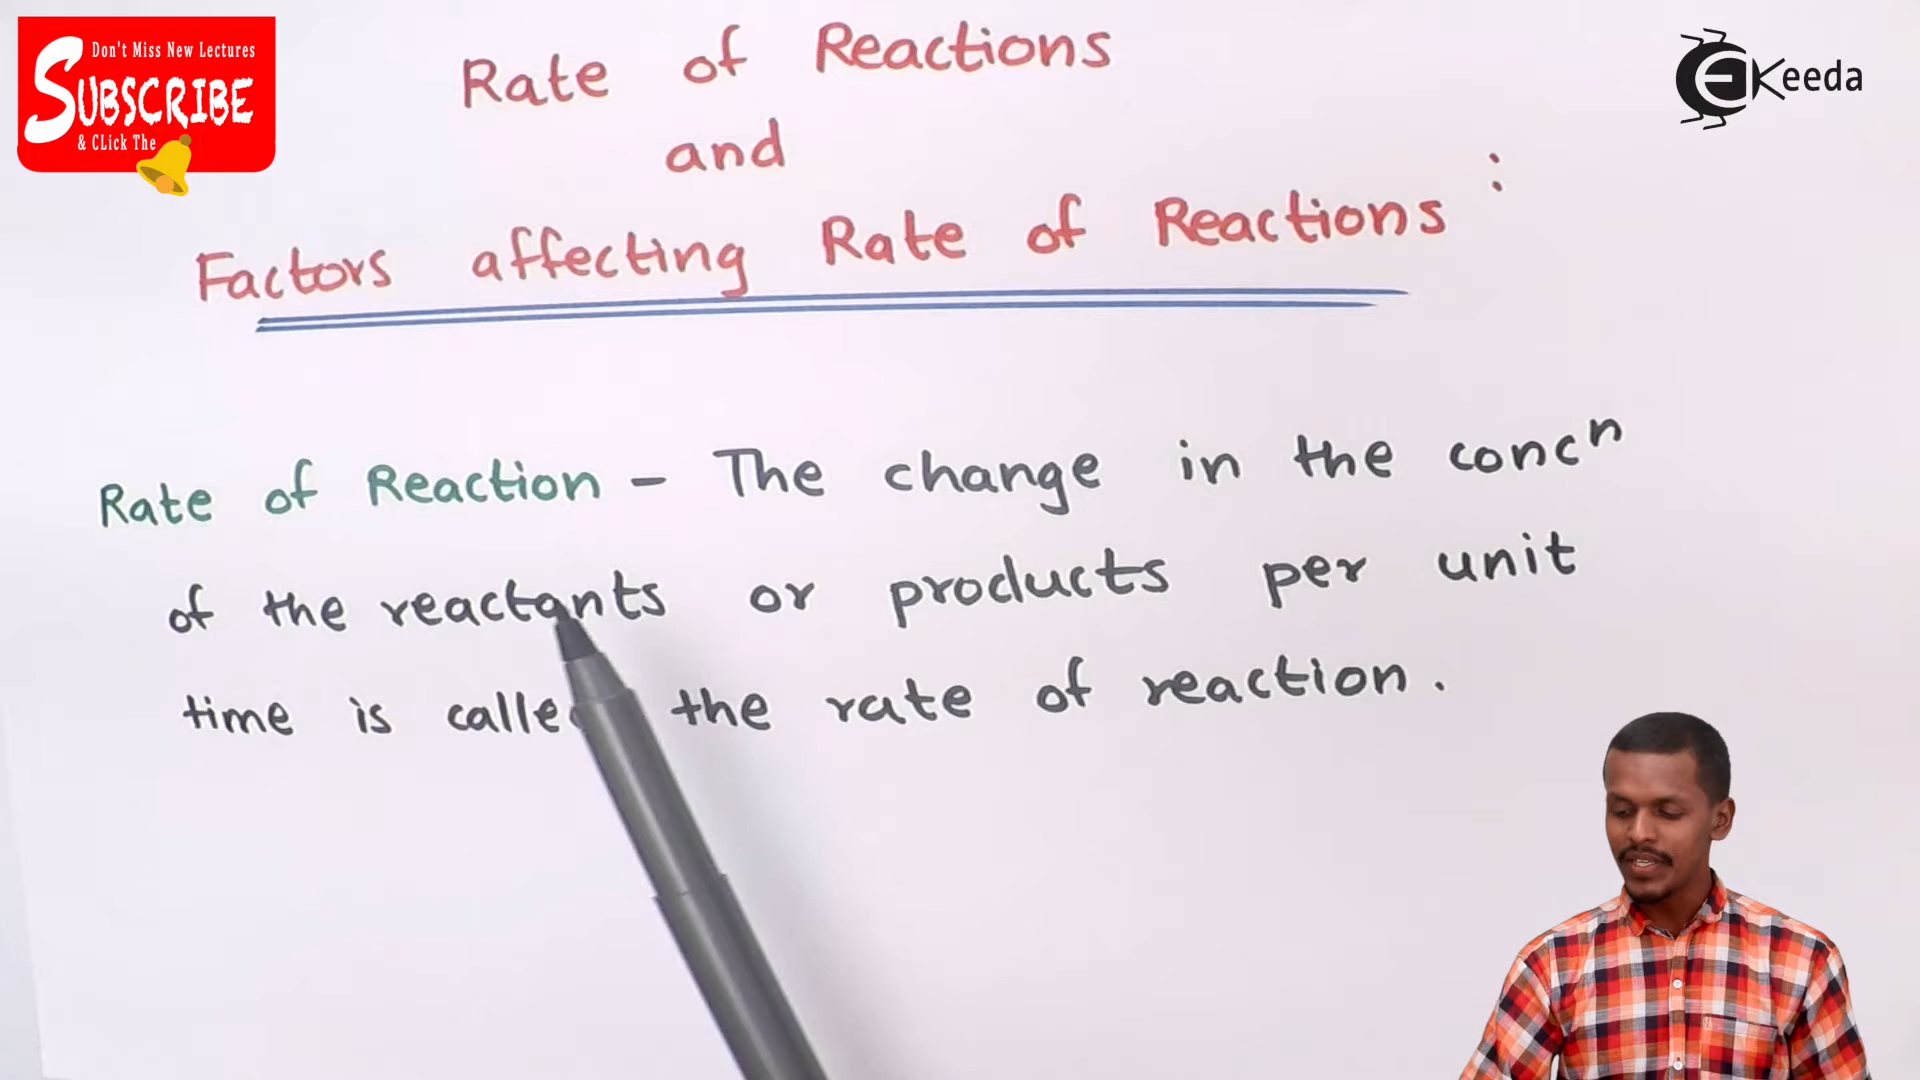 Don't Miss New Lectures
SUBSCRIBE
& CLick The
Keeda
Rate of Reactions
and
Factors affecting Rate of Reactions :
Rate of Reaction - The change in the concⁿ
of the reactants or products per unit
time is called the rate of reaction.